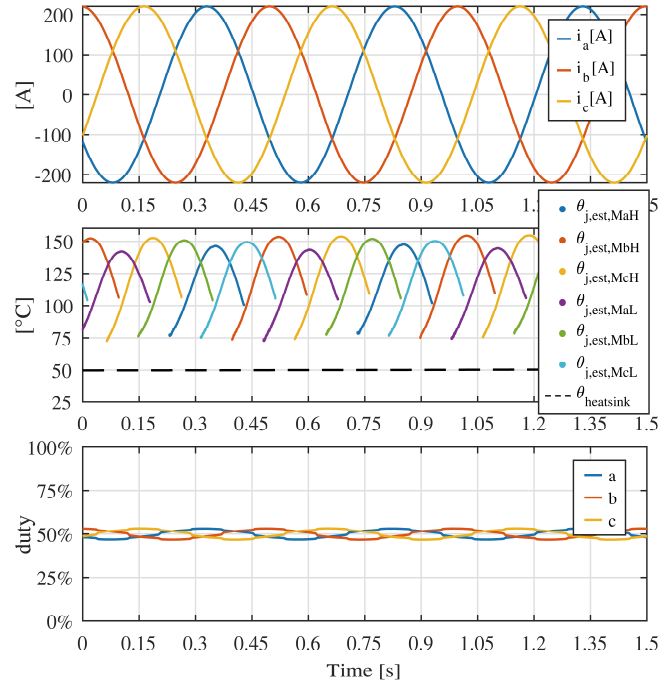 200
100
0
-100
-200
[A]
i_a[A]
i_b[A]
i_c[A]
0 0.15 0.3 0.45 0.6 0.75 0.9 1.05 1.2 1.35 1.5
150
125
100
75
50
25
[°C]
θ_j,est,MaH
θ_j,est,MbH
θ_j,est,McH
θ_j,est,MaL
θ_j,est,MbL
θ_j,est,McL
θ_heatsink
0 0.15 0.3 0.45 0.6 0.75 0.9 1.05 1.2 1.35 1.5
100%
75%
50%
25%
0%
duty
a
b
c
0 0.15 0.3 0.45 0.6 0.75 0.9 1.05 1.2 1.35 1.5
Time [s]